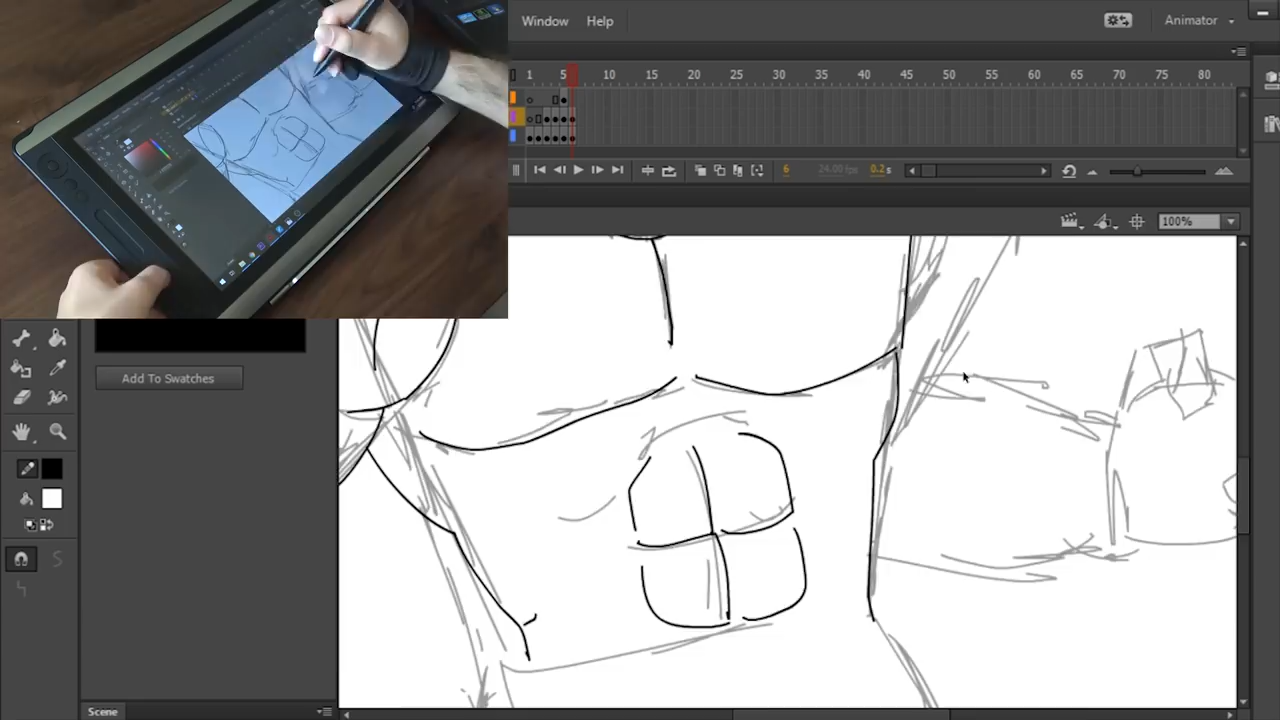 Window Help
Animator
1 5 10 15 20 25 30 35 40 45 50 55 60 65 70 75 80
6 24.00 fps 0.2 s
100%
Add To Swatches
Scene